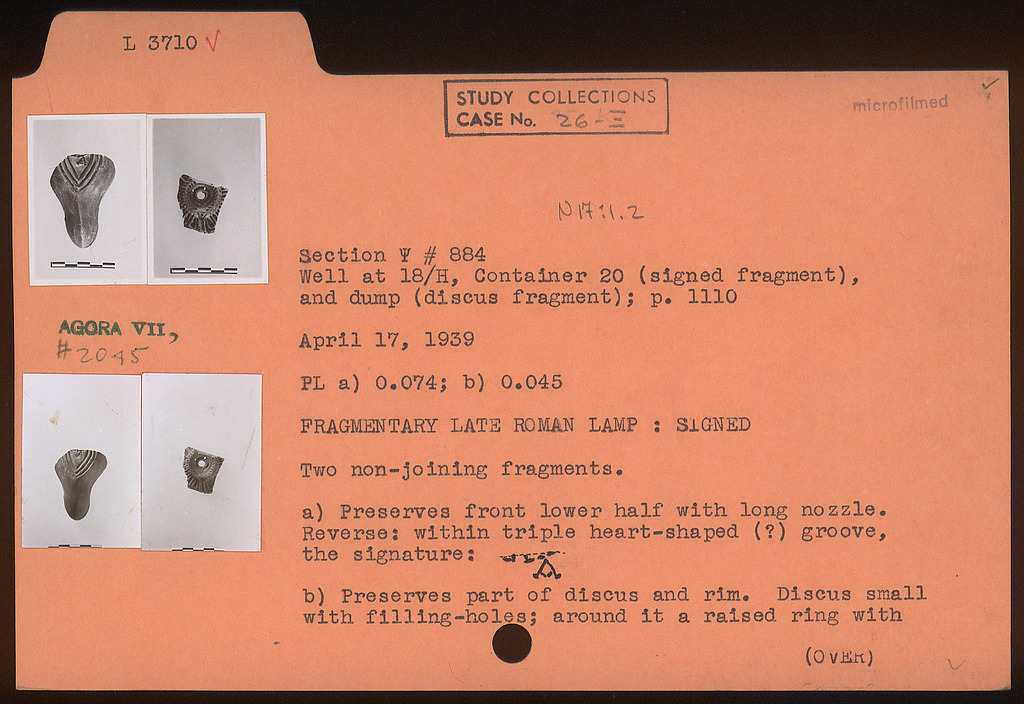 L 3710 √
STUDY COLLECTIONS
CASE No. 26-Ξ
microfilmed
N 17:1.2
Section Ψ # 884
Well at 18/H, Container 20 (signed fragment),
and dump (discus fragment); p. 1110
AGORA VII,
#2045
April 17, 1939
PL a) 0.074; b) 0.045
FRAGMENTARY LATE ROMAN LAMP : SIGNED
Two non-joining fragments.
a) Preserves front lower half with long nozzle.
Reverse: within triple heart-shaped (?) groove,
the signature:
b) Preserves part of discus and rim. Discus small
with filling-holes; around it a raised ring with
(OVER)